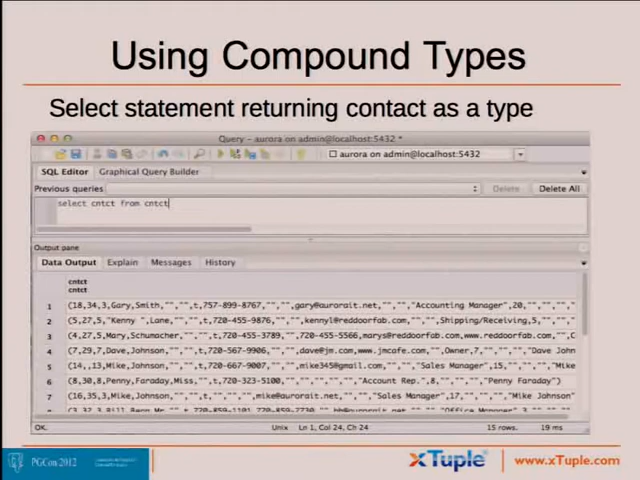 Using Compound Types
Select statement returning contact as a type
Query – aurora on admin@localhost:5432 *
aurora on admin@localhost:5432
SQL Editor Graphical Query Builder
Previous queries Delete Delete All
select cntct from cntct
Output pane
Data Output Explain Messages History
cntct
cntct
1 (18,34,3,Gary,Smith,"","",t,757-899-8767,"","",gary@aurorait.net,"","","Accounting Manager",20,"","","",
2 (5,27,5,"Kenny ",Lane,"","",t,720-455-9876,"","",kennyl@reddoorfab.com,"","",Shipping/Receiving,5,"","",
3 (4,27,5,Mary,Schumacher,"","",t,720-455-3789,"",720-455-5566,marys@reddoorfab.com,www.reddoorfab.com,
4 (7,29,7,Dave,Johnson,"","",t,720-567-9906,"","",dave@jm.com,www.jmcafe.com,"",Owner,7,"","","Dave John
5 (14,,13,Mike,Johnson,"","",t,720-667-9007,"","",mike345@gmail.com,"","","Sales Manager",15,"","","Mike
6 (8,30,8,Penny,Faraday,Miss,"",t,"",720-323-5100,"","","","","Account Rep.",8,"","","Penny Faraday")
7 (16,35,3,Mike,Johnson,"","",t,"","","",mike@aurorait.net,"","","Sales Manager",17,"","","Mike Johnson"
OK. Unix Ln 1, Col 24, Ch 24 15 rows. 19 ms
PGCon 2012
xTuple
www.xTuple.com